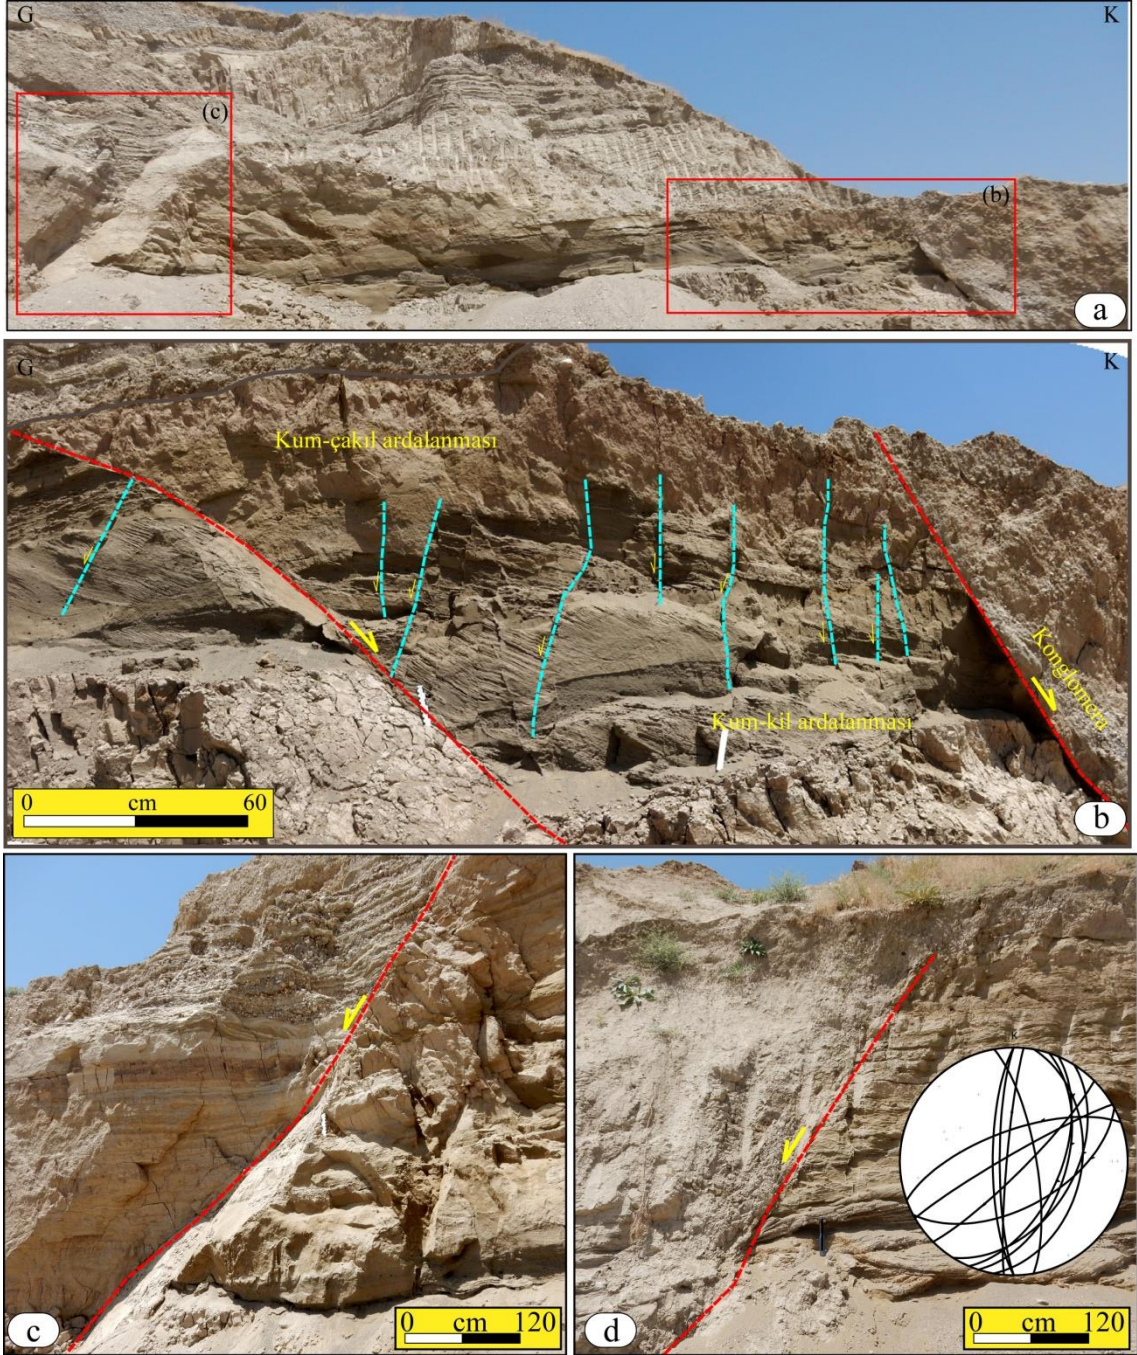 G
K
(c)
(b)
a
G
K
Kum-çakıl ardalanması
Konglomera
Kum-kil ardalanması
0 cm 60
b
K
0 cm 120
c
0 cm 120
d